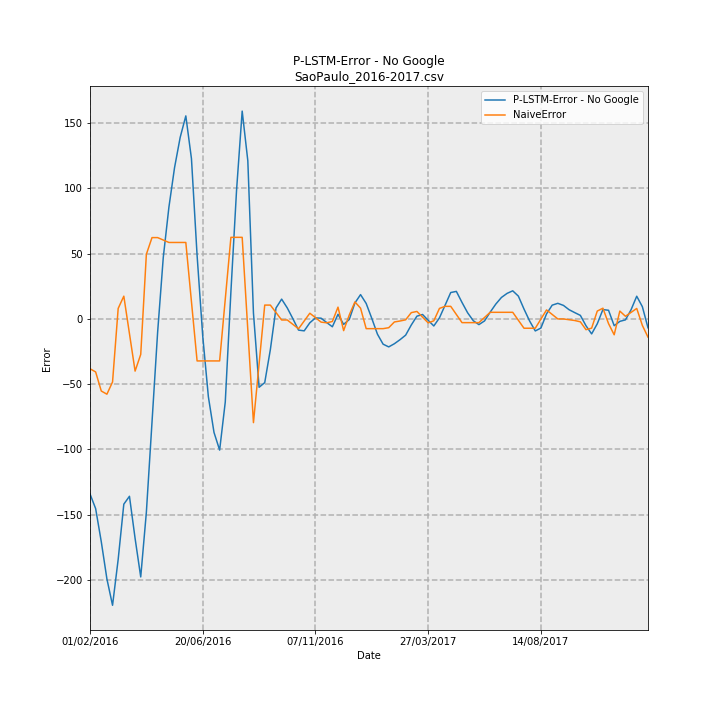 P-LSTM-Error - No Google
SaoPaulo_2016-2017.csv
P-LSTM-Error - No Google
NaiveError
150
100
50
0
−50
−100
−150
−200
Error
01/02/2016
20/06/2016
07/11/2016
27/03/2017
14/08/2017
Date